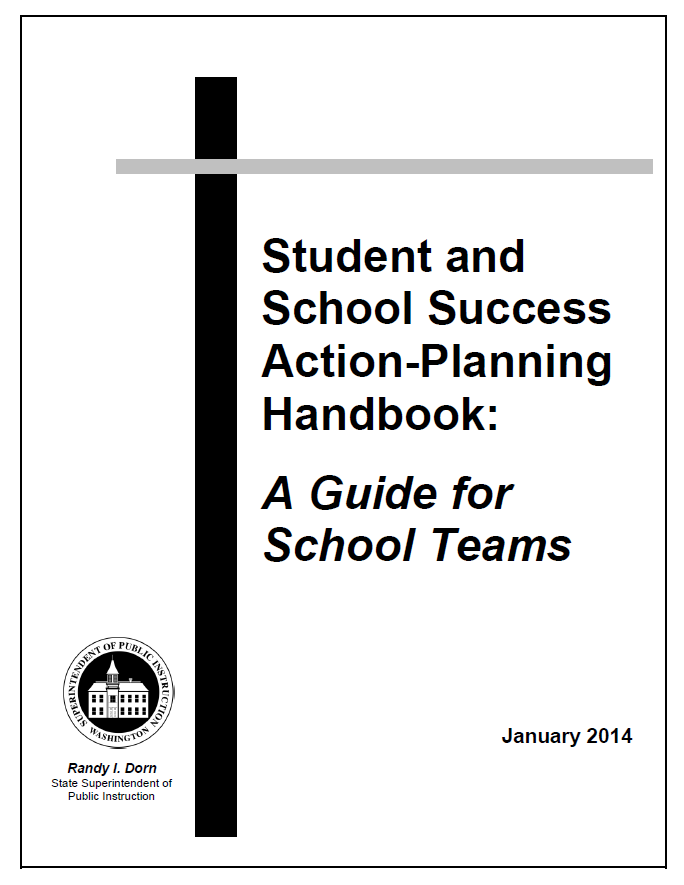 Student and
School Success
Action-Planning
Handbook:
A Guide for
School Teams
SUPERINTENDENT OF PUBLIC INSTRUCTION
WASHINGTON
January 2014
Randy I. Dorn
State Superintendent of
Public Instruction